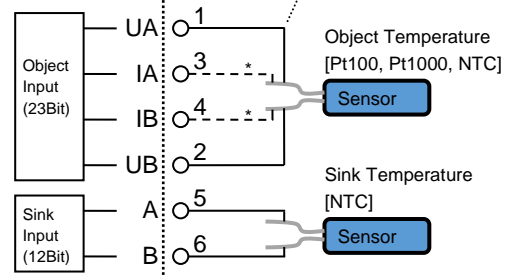 UA 1
Object Temperature
[Pt100, Pt1000, NTC]
Object
Input
(23Bit)
IA 3 *
Sensor
IB 4 *
UB 2
Sink Temperature
[NTC]
A 5
Sink
Input
(12Bit)
Sensor
B 6